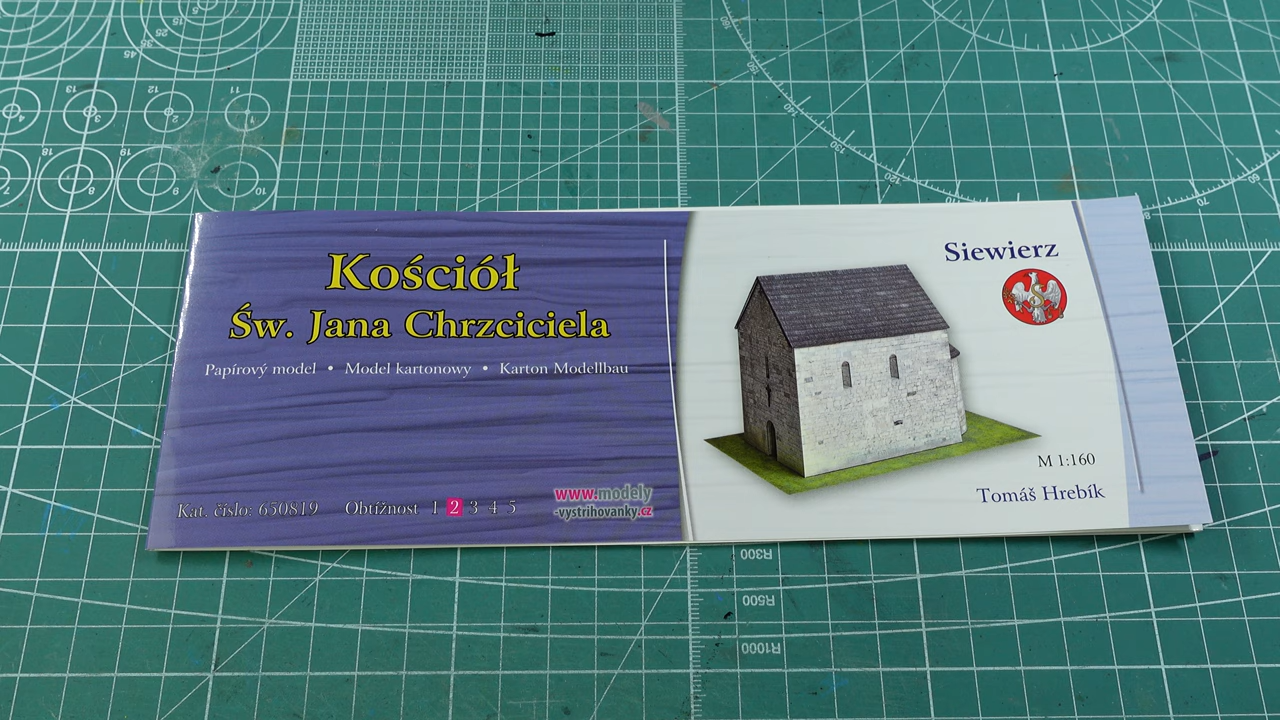 Kościół
Św. Jana Chrzciciela
Papírový model • Model kartonowy • Karton Modellbau
Kat. číslo: 650819 Obtížnost 1 2 3 4 5
www.modely
-vystrihovanky.cz
Siewierz
M 1:160
Tomáš Hrebík
R300
R500
R1000